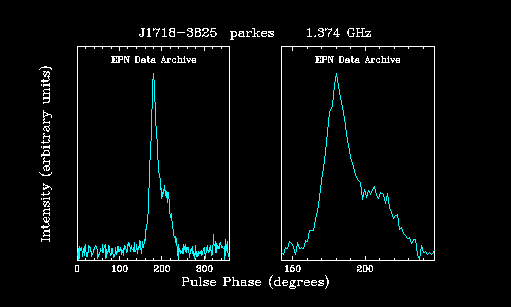 J1718-3825 parkes 1.374 GHz
EPN Data Archive EPN Data Archive
Intensity (arbitrary units)
0 100 200 300 160 200
Pulse Phase (degrees)